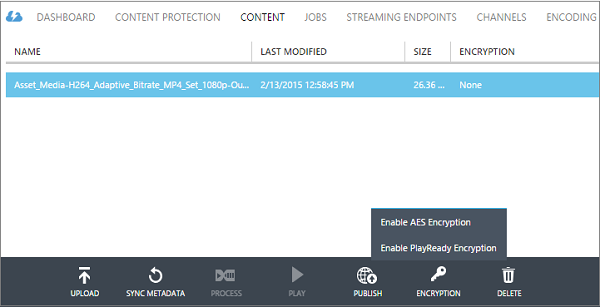 DASHBOARD CONTENT PROTECTION CONTENT JOBS STREAMING ENDPOINTS CHANNELS ENCODING
NAME LAST MODIFIED SIZE ENCRYPTION
Asset_Media-H264_Adaptive_Bitrate_MP4_Set_1080p-Ou... 2/13/2015 12:58:45 PM 26.36 ... None
Enable AES Encryption
Enable PlayReady Encryption
UPLOAD SYNC METADATA PROCESS PLAY PUBLISH ENCRYPTION DELETE